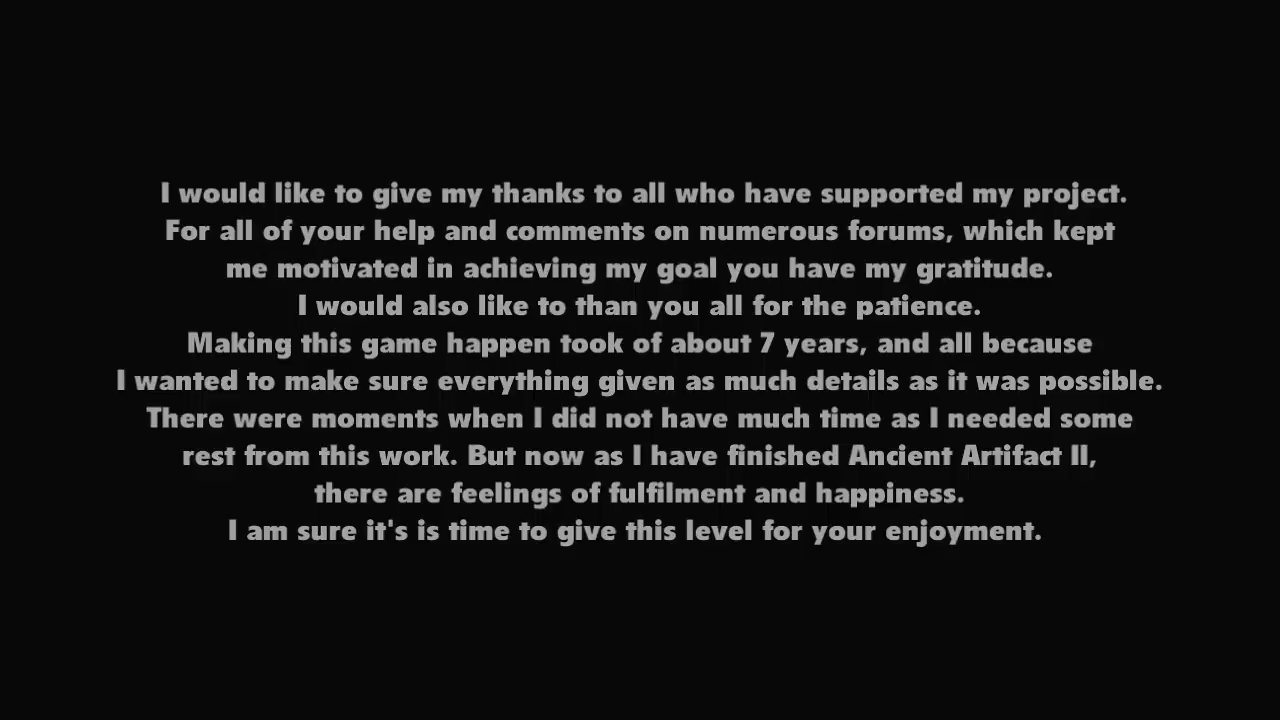 I would like to give my thanks to all who have supported my project.
For all of your help and comments on numerous forums, which kept
me motivated in achieving my goal you have my gratitude.
I would also like to than you all for the patience.
Making this game happen took of about 7 years, and all because
I wanted to make sure everything given as much details as it was possible.
There were moments when I did not have much time as I needed some
rest from this work. But now as I have finished Ancient Artifact II,
there are feelings of fulfilment and happiness.
I am sure it's is time to give this level for your enjoyment.